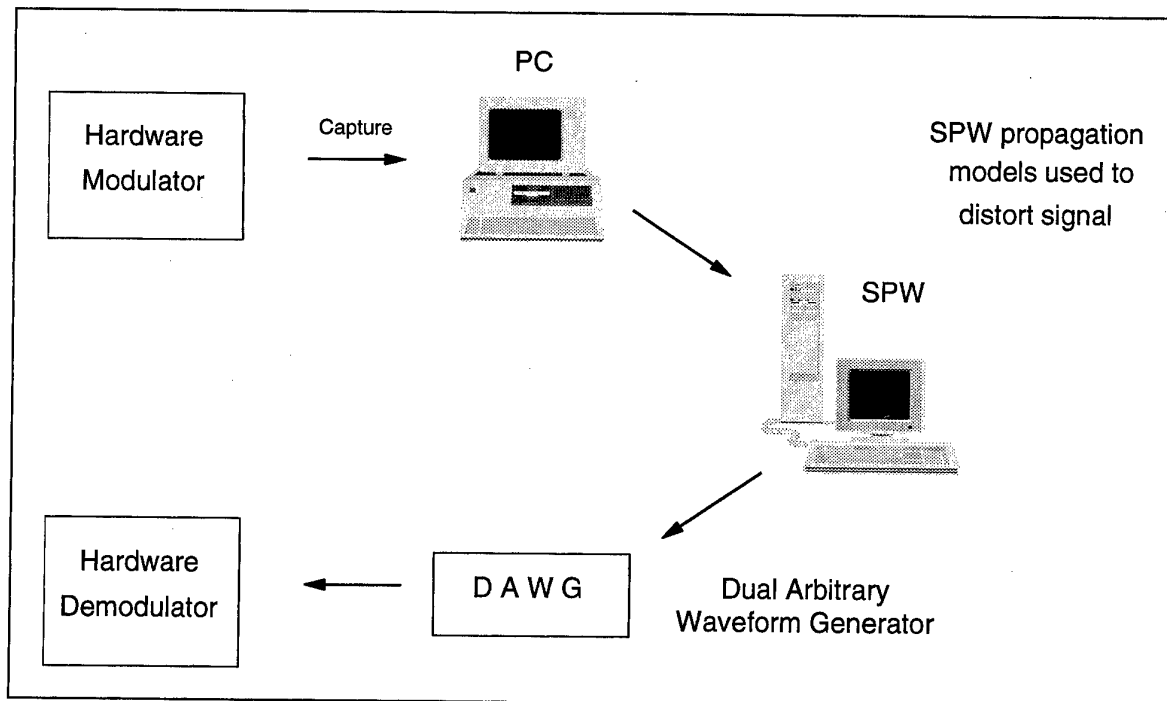 PC
Hardware
Modulator
Capture
SPW propagation
models used to
distort signal
SPW
Hardware
Demodulator
D A W G
Dual Arbitrary
Waveform Generator